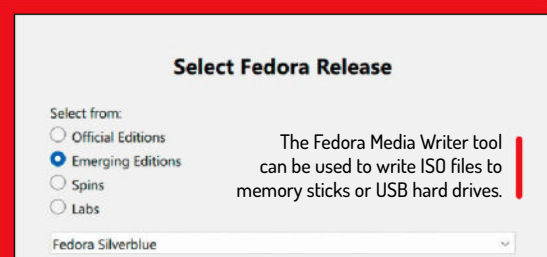 Select Fedora Release
Select from:
Official Editions
Emerging Editions
Spins
Labs
The Fedora Media Writer tool
can be used to write ISO files to
memory sticks or USB hard drives.
Fedora Silverblue